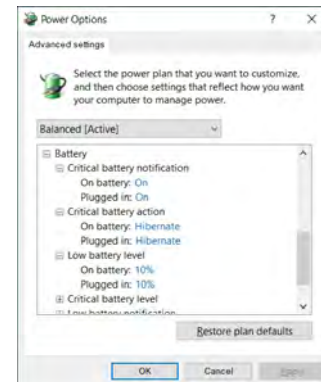 Power Options
Advanced settings
Select the power plan that you want to customize,
and then choose settings that reflect how you want
your computer to manage power.
Balanced [Active]
Battery
Critical battery notification
On battery: On
Plugged in: On
Critical battery action
On battery: Hibernate
Plugged in: Hibernate
Low battery level
On battery: 10%
Plugged in: 10%
Critical battery level
Low battery notification
Restore plan defaults
OK
Cancel
Apply